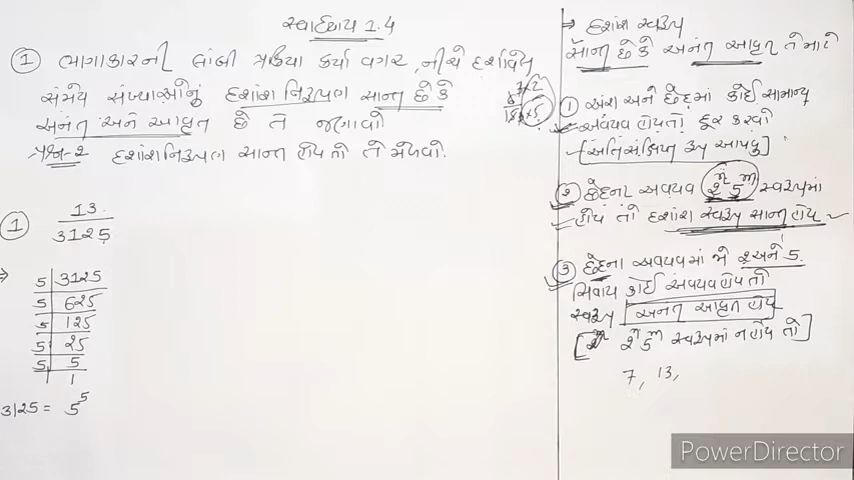 સ્વાધ્યાય 1.4
① ભાગાકારની લાંબી પ્રક્રિયા કર્યા વગર, નીચે દર્શાવેલ
સંમેય સંખ્યાઓનું દશાંશ નિરૂપણ સાન્ત છે કે
અનંત અને આવૃત છે તે જણાવો
પ્રશ્ન-2 દશાંશ નિરૂપણ સાન્ત હોય તો તે મેળવો.
① 13
3125
⇒ 5 | 3125
5 | 625
5 | 125
5 | 25
5 | 5
1
3125 = 5^5
⇒ દશાંશ સ્વરૂપ
સાન્ત છે કે અનંત આવૃત તે માટે
① અંશ અને છેદમાં કોઈ સામાન્ય
અવયવ હોય તો દૂર કરવો
[અતિસંક્ષિપ્ત રૂપ આપવું]
② છેદના અવયવ 2^n 5^m સ્વરૂપમાં
હોય તો દશાંશ સ્વરૂપ સાન્ત હોય
③ છેદના અવયવમાં જો 2 અને 5
સિવાય કોઈ અવયવ હોય તો
સ્વરૂપ અનંત આવૃત હોય
[2^n 5^m સ્વરૂપમાં ન હોય તો]
7, 13,
PowerDirector